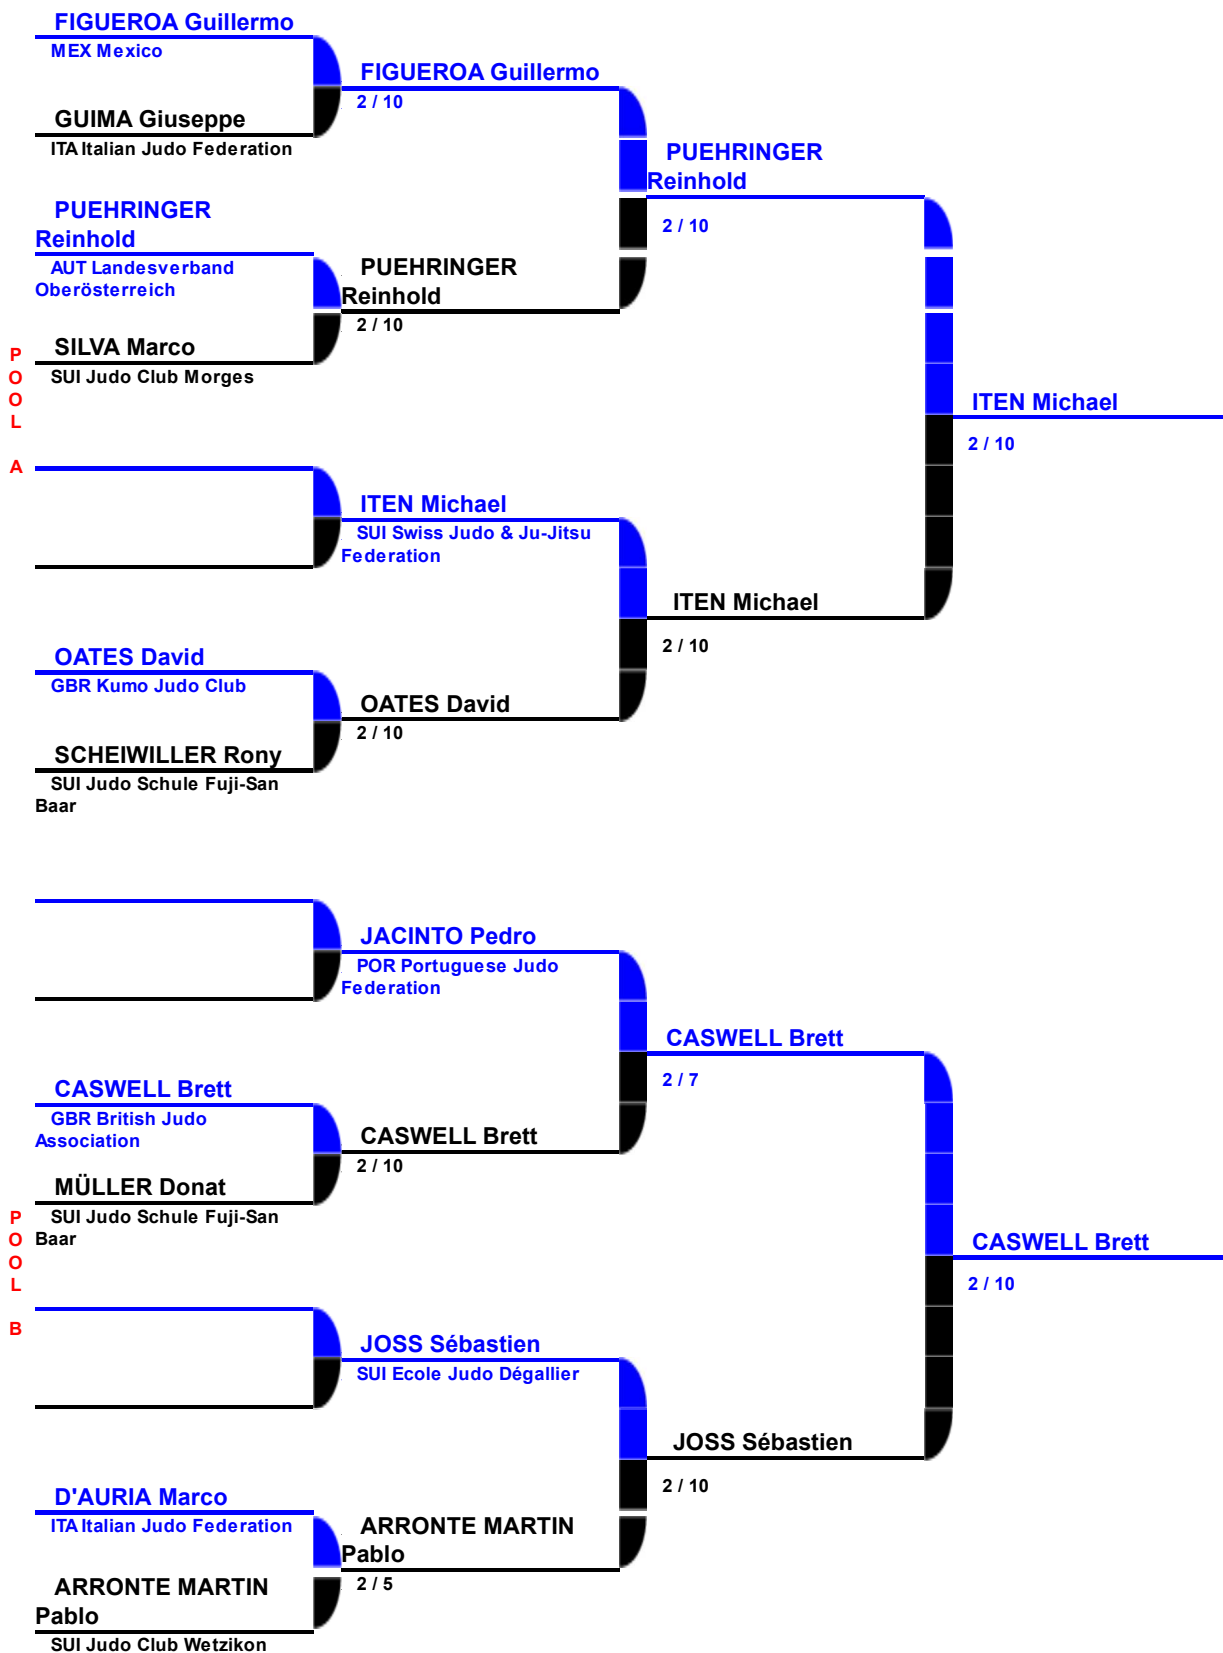 FIGUEROA Guillermo
MEX Mexico
GUIMA Giuseppe
ITA Italian Judo Federation
PUEHRINGER
Reinhold
AUT Landesverband
Oberösterreich
SILVA Marco
SUI Judo Club Morges
FIGUEROA Guillermo
2 / 10
PUEHRINGER
Reinhold
2 / 10
PUEHRINGER
Reinhold
2 / 10
POOL A
ITEN Michael
SUI Swiss Judo & Ju-Jitsu
Federation
OATES David
GBR Kumo Judo Club
SCHEIWILLER Rony
SUI Judo Schule Fuji-San
Baar
OATES David
2 / 10
ITEN Michael
2 / 10
ITEN Michael
2 / 10
JACINTO Pedro
POR Portuguese Judo
Federation
CASWELL Brett
GBR British Judo
Association
MÜLLER Donat
SUI Judo Schule Fuji-San
Baar
CASWELL Brett
2 / 10
CASWELL Brett
2 / 7
POOL B
JOSS Sébastien
SUI Ecole Judo Dégallier
D'AURIA Marco
ITA Italian Judo Federation
ARRONTE MARTIN
Pablo
SUI Judo Club Wetzikon
ARRONTE MARTIN
Pablo
2 / 5
JOSS Sébastien
2 / 10
CASWELL Brett
2 / 10